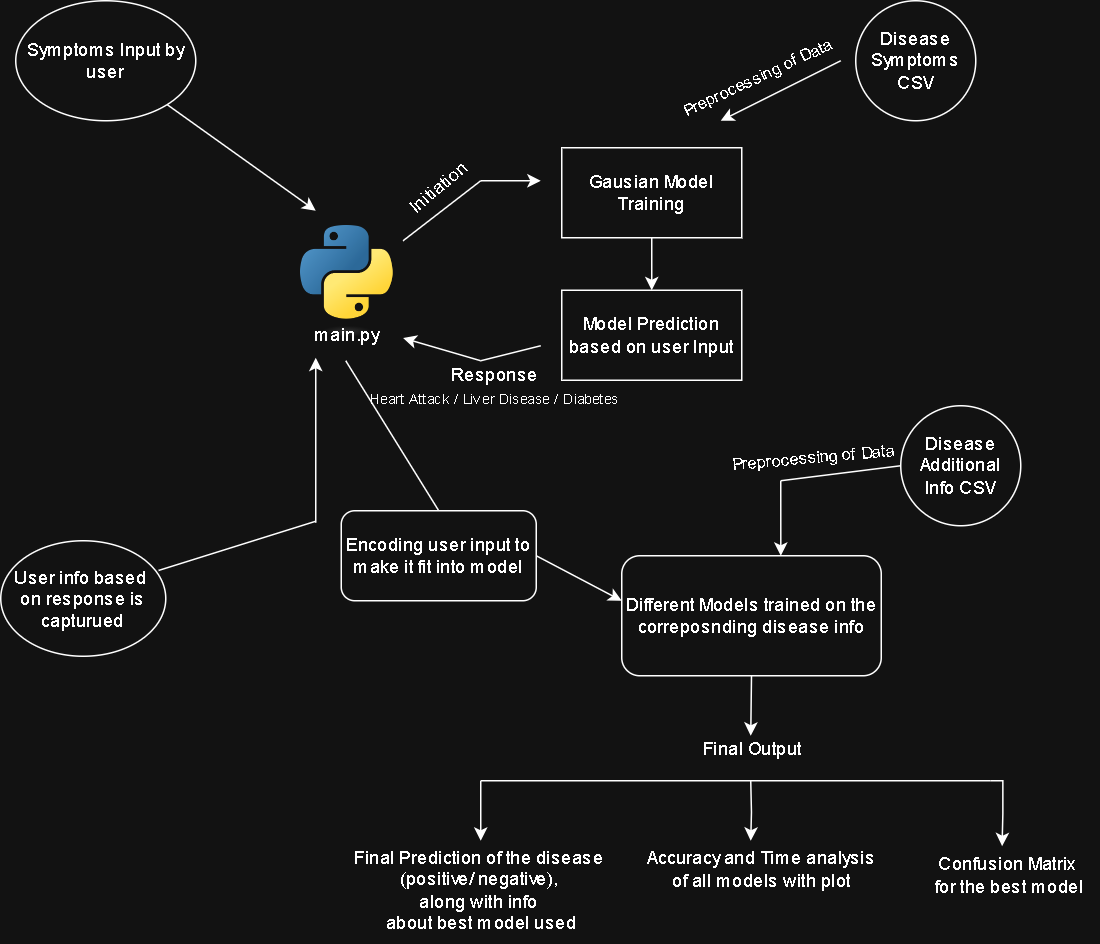 Symptoms Input by
user
Preprocessing of Data
Disease
Symptoms
CSV
Initiation
Gausian Model
Training
main.py
Model Prediction
based on user Input
Response
Heart Attack / Liver Disease / Diabetes
Preprocessing of Data
Disease
Additional
Info CSV
User info based
on response is
capturued
Encoding user input to
make it fit into model
Different Models trained on the
correposnding disease info
Final Output
Final Prediction of the disease
(positive/ negative),
along with info
about best model used
Accuracy and Time analysis
of all models with plot
Confusion Matrix
for the best model